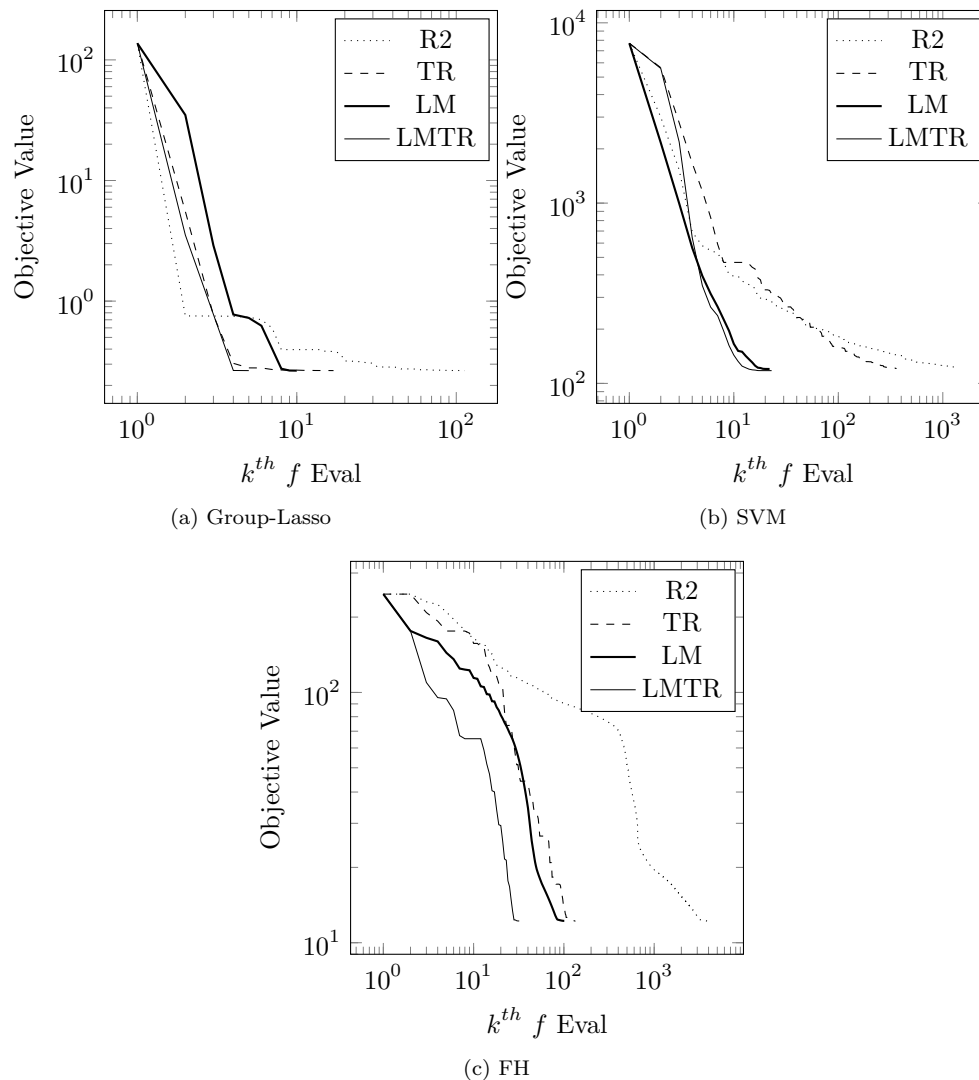 R2
TR
LM
LMTR
10^2
10^1
10^0
Objective Value
10^0
10^1
10^2
k^{th} f Eval
(a) Group-Lasso
R2
TR
LM
LMTR
10^4
10^3
10^2
Objective Value
10^0
10^1
10^2
10^3
k^{th} f Eval
(b) SVM
R2
TR
LM
LMTR
10^2
10^1
Objective Value
10^0
10^1
10^2
10^3
k^{th} f Eval
(c) FH